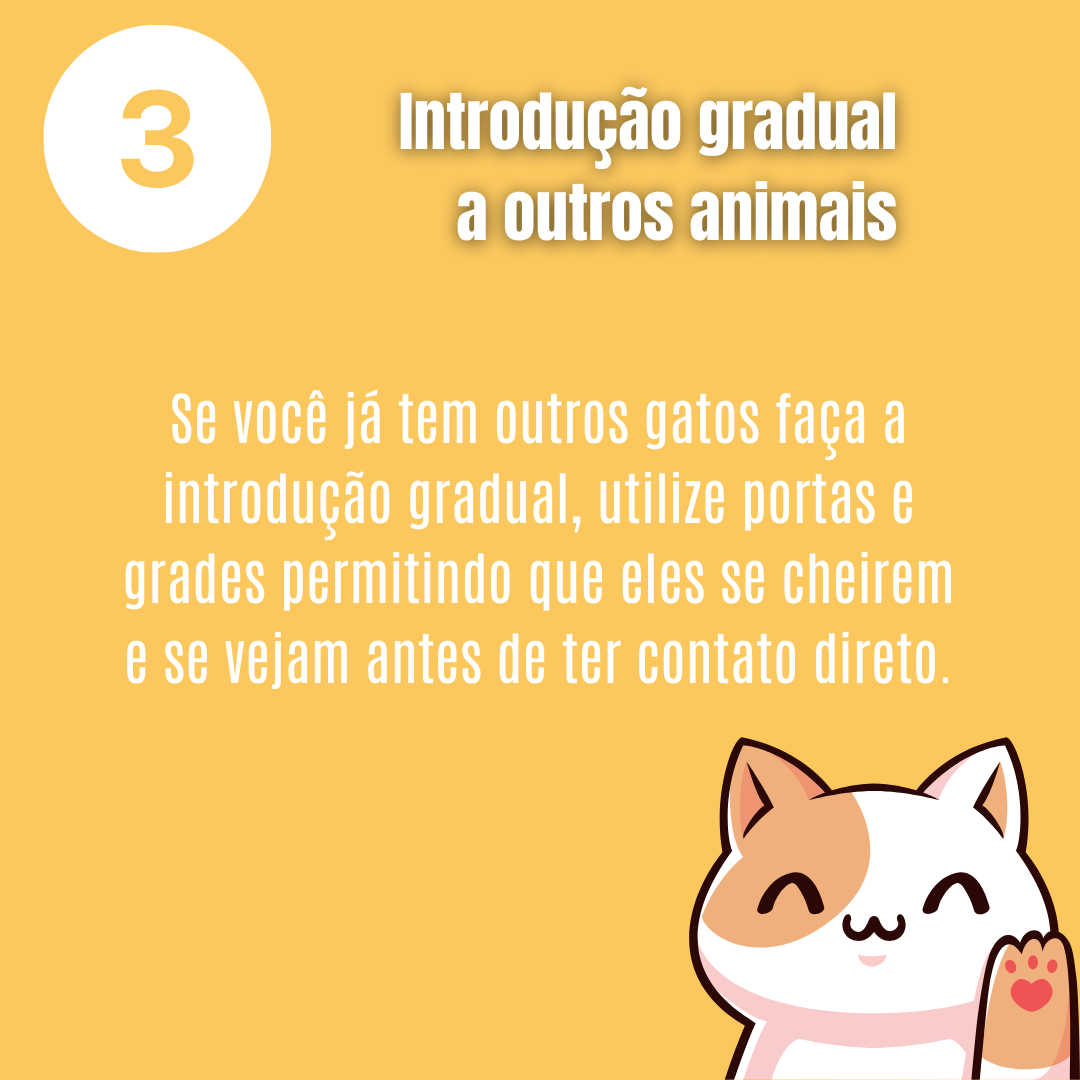 3
Introdução gradual
a outros animais
Se você já tem outros gatos faça a
introdução gradual, utilize portas e
grades permitindo que eles se cheirem
e se vejam antes de ter contato direto.